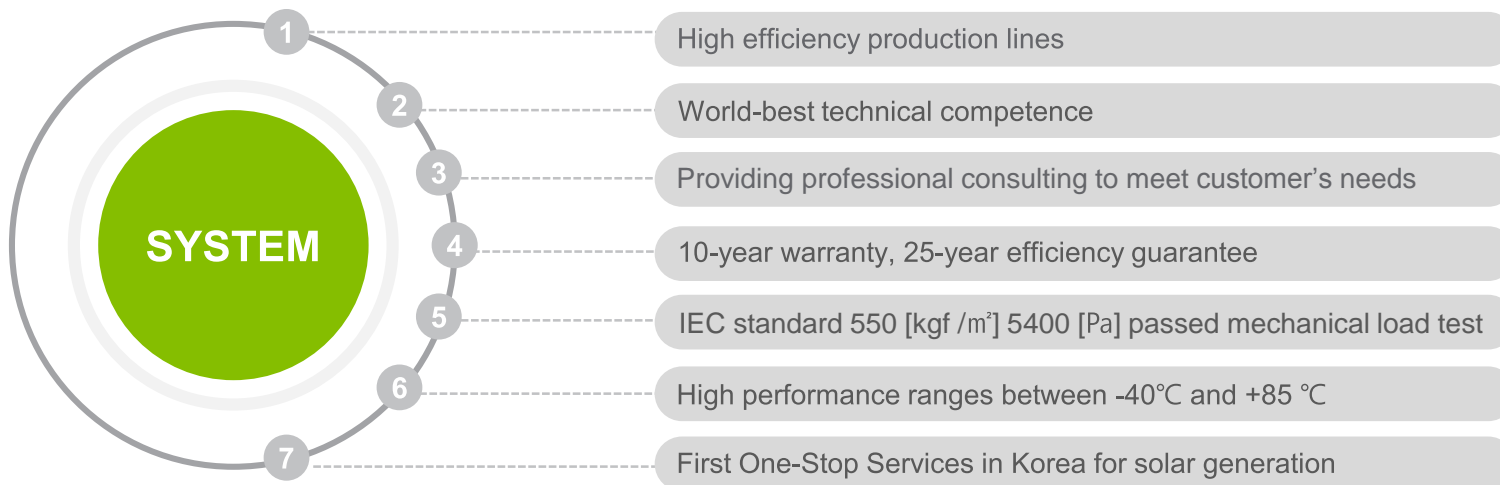 1
High efficiency production lines
2
World-best technical competence
3
Providing professional consulting to meet customer’s needs
SYSTEM
4
10-year warranty, 25-year efficiency guarantee
5
IEC standard 550 [kgf /m²] 5400 [Pa] passed mechanical load test
6
High performance ranges between -40℃ and +85 ℃
7
First One-Stop Services in Korea for solar generation